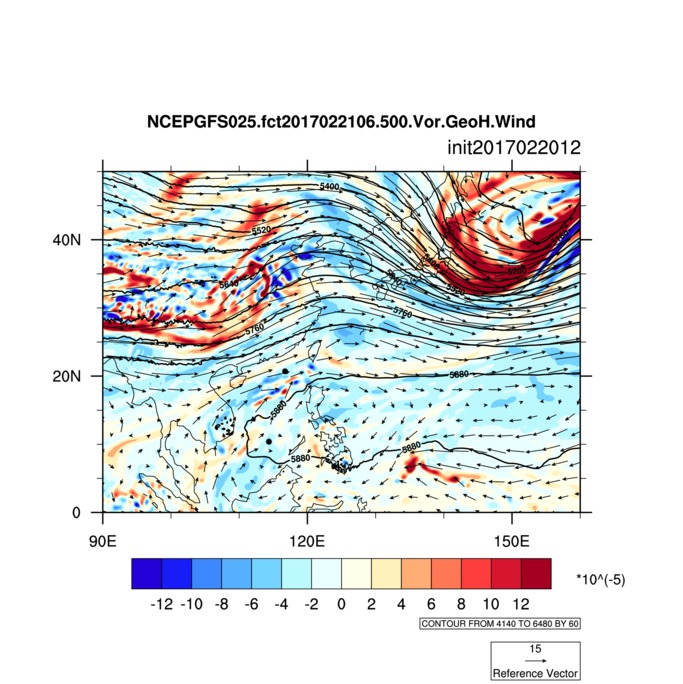 NCEPGFS025.fct2017022106.500.Vor.GeoH.Wind
init2017022012
5400
5520
40N
5640
5280
5760
5760
20N
5880
5880
5880
5880
0
90E 120E 150E
-12 -10 -8 -6 -4 -2 0 2 4 6 8 10 12
*10^(-5)
CONTOUR FROM 4140 TO 6480 BY 60
15
Reference Vector